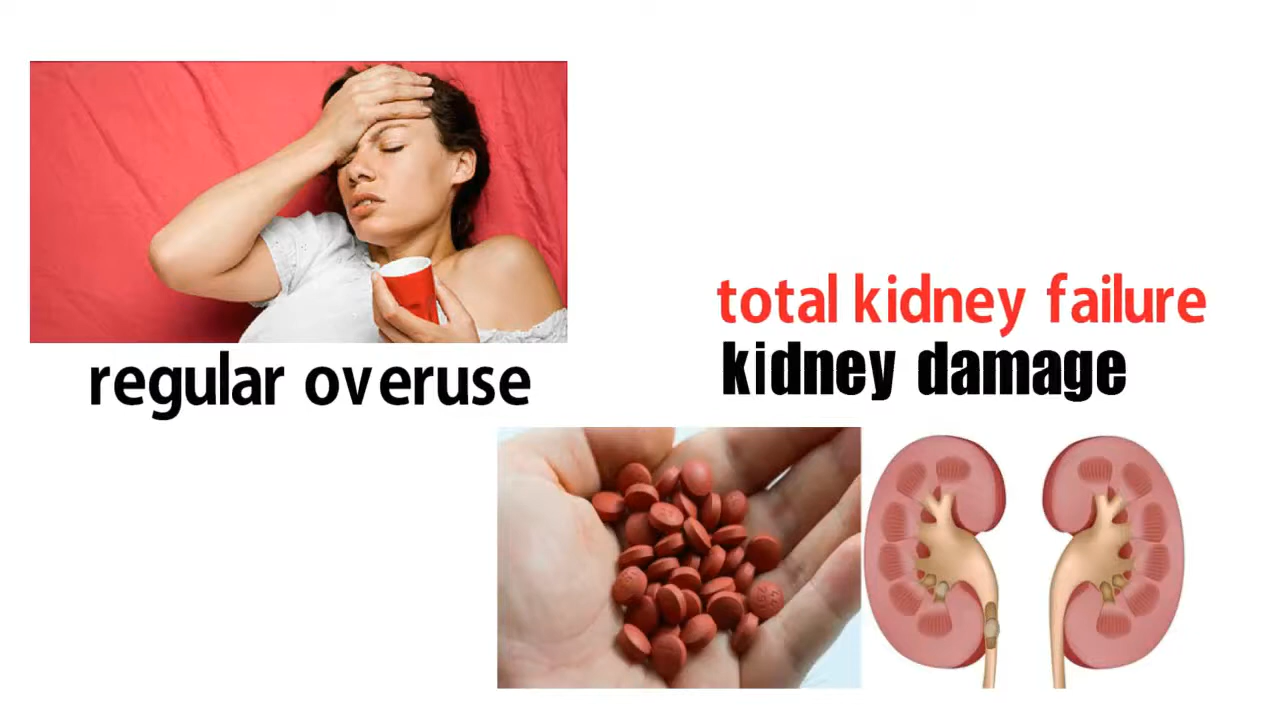 regular overuse
total kidney failure
kidney damage